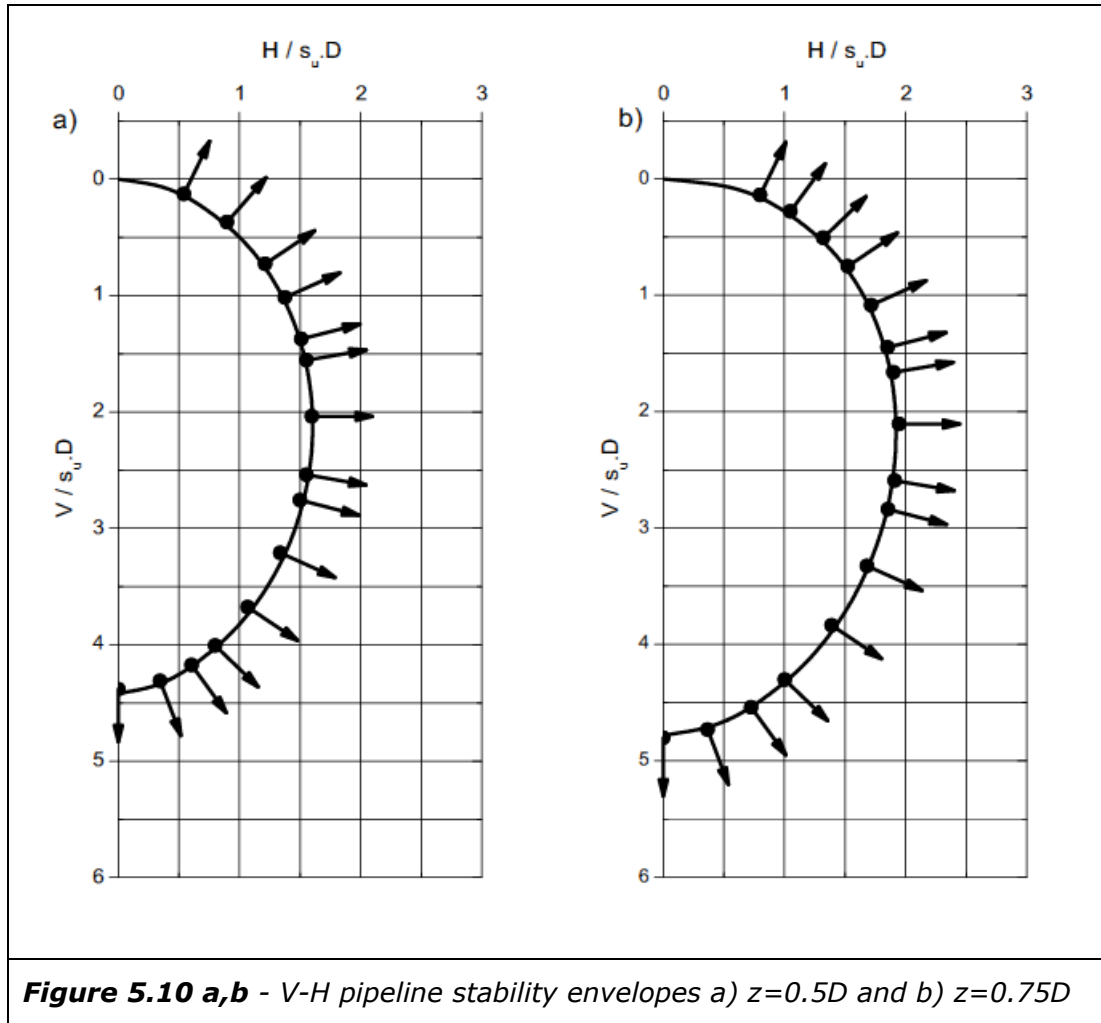 H / s_u.D
H / s_u.D
0 1 2 3
0 1 2 3
a)
b)
0
1
2
3
4
5
6
V / s_u.D
0
1
2
3
4
5
6
V / s_u.D
Figure 5.10 a,b - V-H pipeline stability envelopes a) z=0.5D and b) z=0.75D